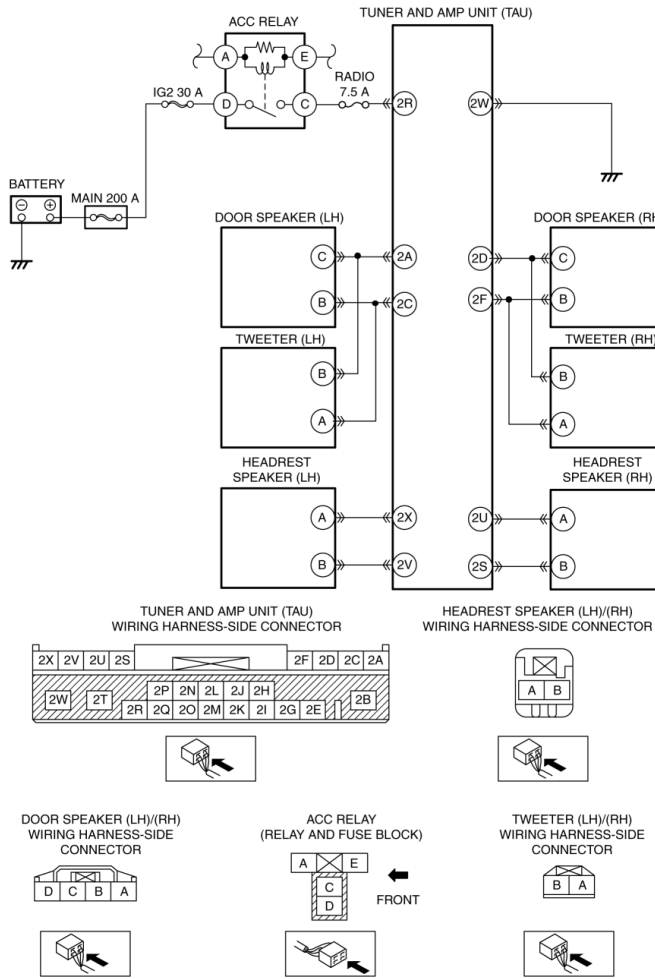 TUNER AND AMP UNIT (TAU)
ACC RELAY
A
E
RADIO
7.5 A
IG2 30 A
D
C
2R
2W
BATTERY
MAIN 200 A
⊖ ⊕
DOOR SPEAKER (LH)
DOOR SPEAKER (RH
C
2A
2D
C
B
2C
2F
B
TWEETER (LH)
TWEETER (RH)
B
B
A
A
HEADREST
SPEAKER (LH)
HEADREST
SPEAKER (RH)
A
2X
2U
A
B
2V
2S
B
TUNER AND AMP UNIT (TAU)
WIRING HARNESS-SIDE CONNECTOR
HEADREST SPEAKER (LH)/(RH)
WIRING HARNESS-SIDE CONNECTOR
2X 2V 2U 2S 2F 2D 2C 2A
2W 2T 2P 2N 2L 2J 2H 2B
2R 2Q 2O 2M 2K 2I 2G 2E
A B
DOOR SPEAKER (LH)/(RH)
WIRING HARNESS-SIDE
CONNECTOR
D C B A
ACC RELAY
(RELAY AND FUSE BLOCK)
A E
C
D
FRONT
TWEETER (LH)/(RH)
WIRING HARNESS-SIDE
CONNECTOR
B A